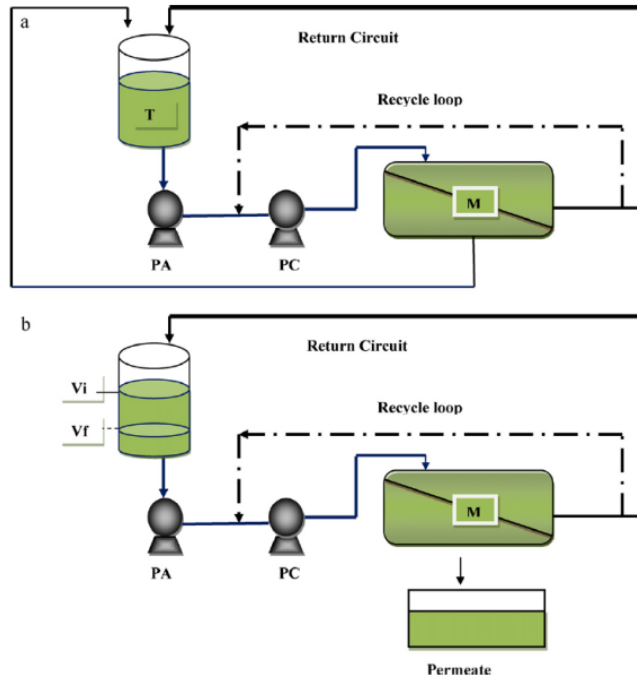 a
Return Circuit
Recycle loop
T
M
PA
PC
b
Return Circuit
Vi
Recycle loop
Vf
M
PA
PC
Permeate